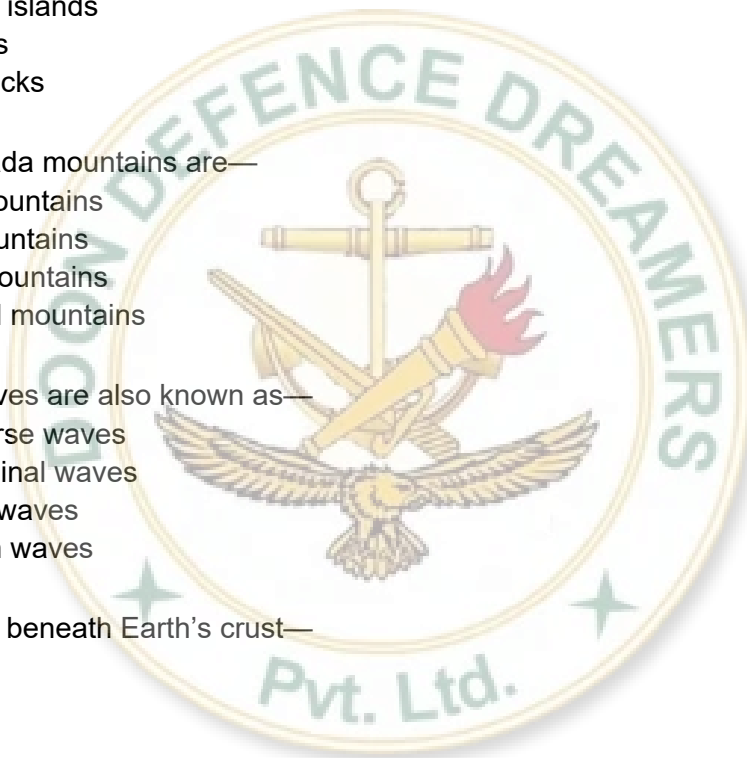 islands
s
cks
da mountains are—
ountains
untains
ountains
l mountains
ves are also known as—
rse waves
inal waves
waves
n waves
beneath Earth's crust—
DOON DEFENCE DREAMERS
Pvt. Ltd.